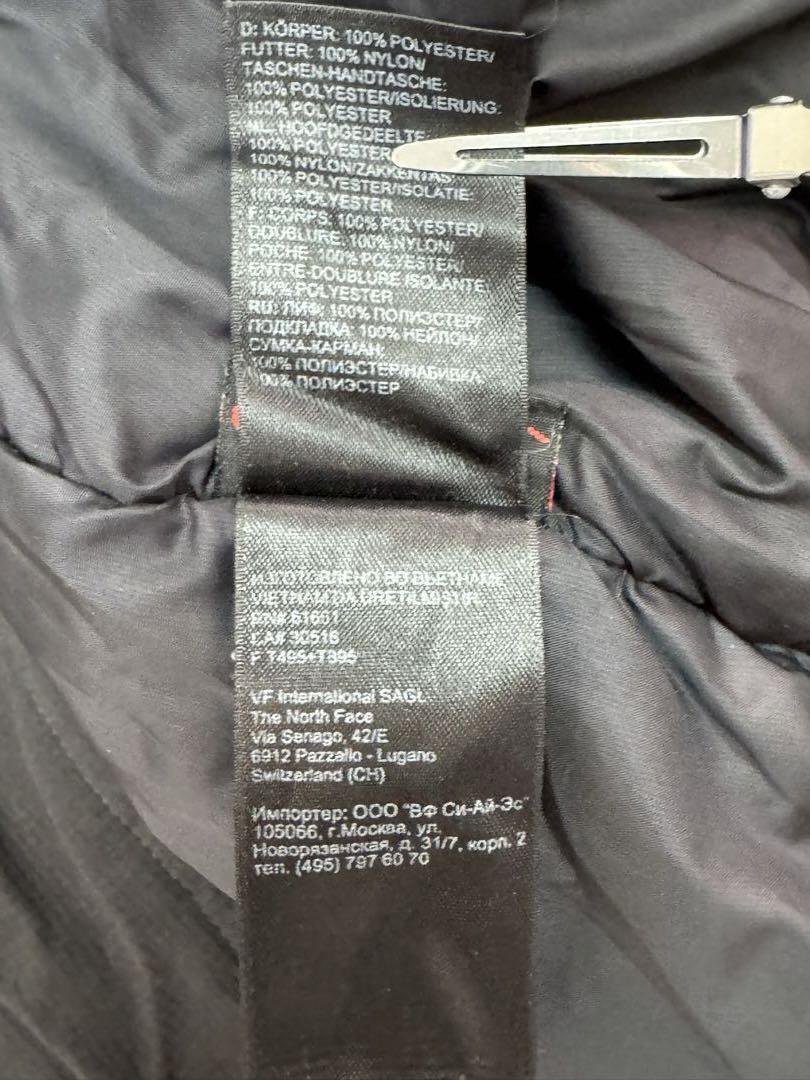 D: KÖRPER: 100% POLYESTER/
FUTTER: 100% NYLON/
TASCHEN-HANDTASCHE:
100% POLYESTER/ISOLIERUNG:
100% POLYESTER
NL: HOOFDGEDEELTE:
100% POLYESTER
100% NYLON/ZAKKENTAS
100% POLYESTER/ISOLATIE:
100% POLYESTER
F: CORPS: 100% POLYESTER/
DOUBLURE: 100% NYLON/
POCHE: 100% POLYESTER/
ENTRE-DOUBLURE ISOLANTE:
100% POLYESTER
RU: ЛИФ: 100% ПОЛИЭСТЕР/
ПОДКЛАДКА: 100% НЕЙЛОН/
СУМКА-КАРМАН:
100% ПОЛИЭСТЕР/НАБИВКА:
100% ПОЛИЭСТЕР
ИЗГОТОВЛЕНО ВО ВЬЕТНАМЕ
VIETNAM'DA ÜRETILMISTIR
RN# 61661
CA# 30516
F T495+T395
VF International SAGL
The North Face
Via Senago, 42/E
6912 Pazzallo - Lugano
Switzerland (CH)
Импортер: ООО "Вф Си-Ай-Эс"
105066, г.Москва, ул.
Новорязанская, д. 31/7, корп. 2
тел. (495) 797 60 70